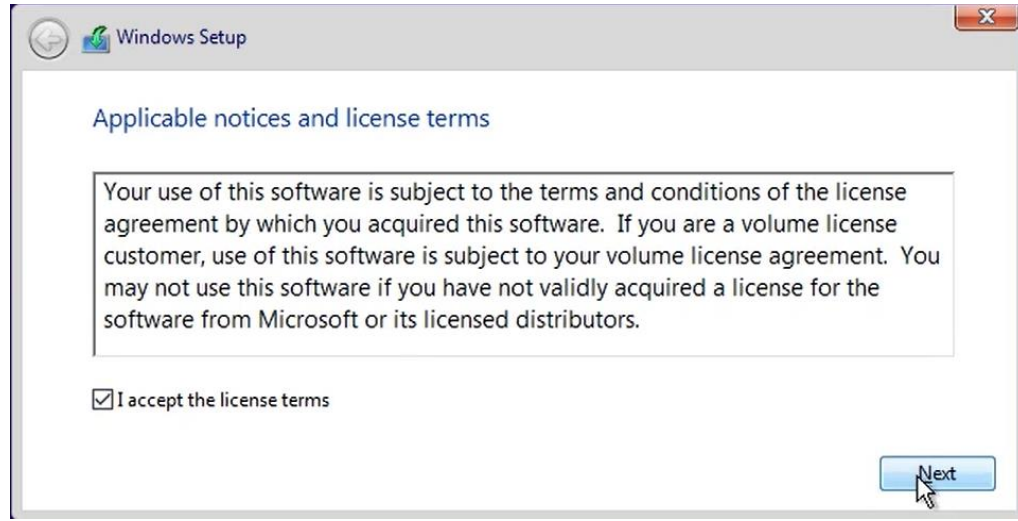 Windows Setup
Applicable notices and license terms
Your use of this software is subject to the terms and conditions of the license
agreement by which you acquired this software.  If you are a volume license
customer, use of this software is subject to your volume license agreement.  You
may not use this software if you have not validly acquired a license for the
software from Microsoft or its licensed distributors.
I accept the license terms
Next